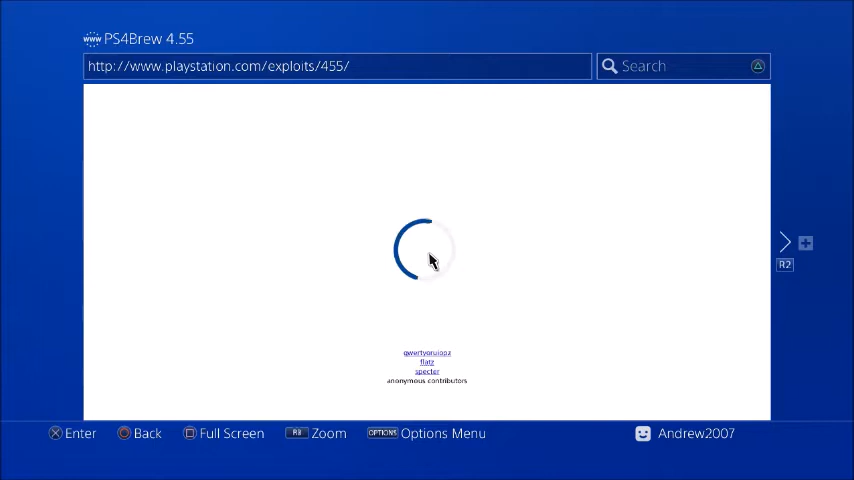 www PS4Brew 4.55
http://www.playstation.com/exploits/455/
Search
R2
qwertyoruiopz
flatz
specter
anonymous contributors
Enter Back Full Screen R3 Zoom OPTIONS Options Menu Andrew2007